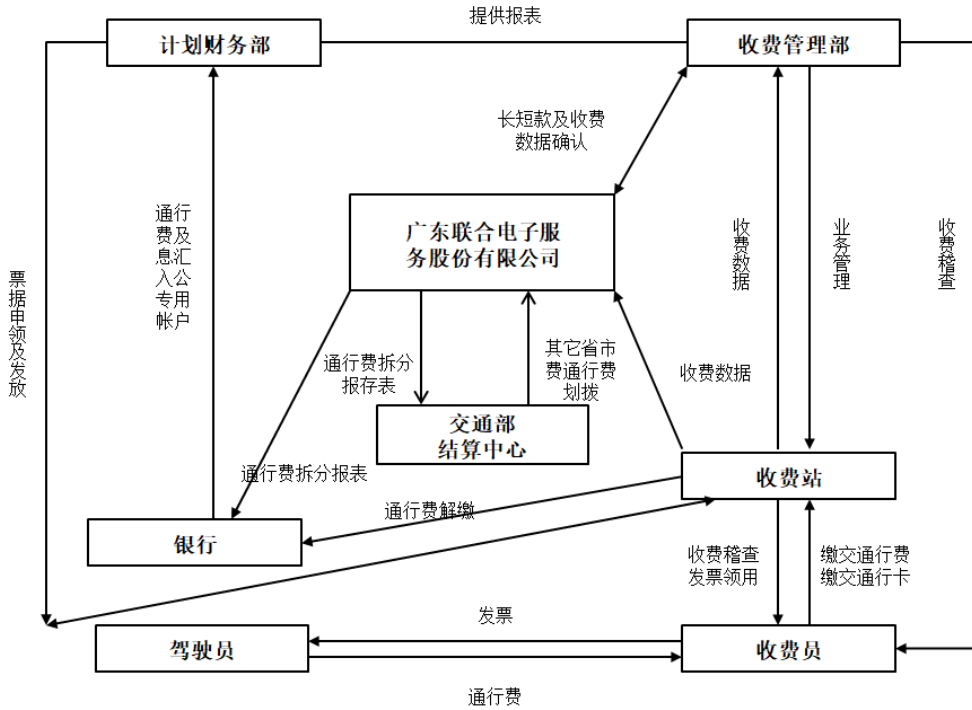 提供报表
计划财务部
收费管理部
长短款及收费
数据确认
广东联合电子服
务股份有限公司
通行
费及
息汇
入公
专用
帐户
收费数据
业务管理
收费稽查
票据申领及发放
通行费拆分
报存表
其它省市
费通行费
划拨
收费数据
交通部
结算中心
通行费拆分报表
收费站
通行费解缴
银行
收费稽查
发票领用
缴交通行费
缴交通行卡
发票
驾驶员
收费员
通行费